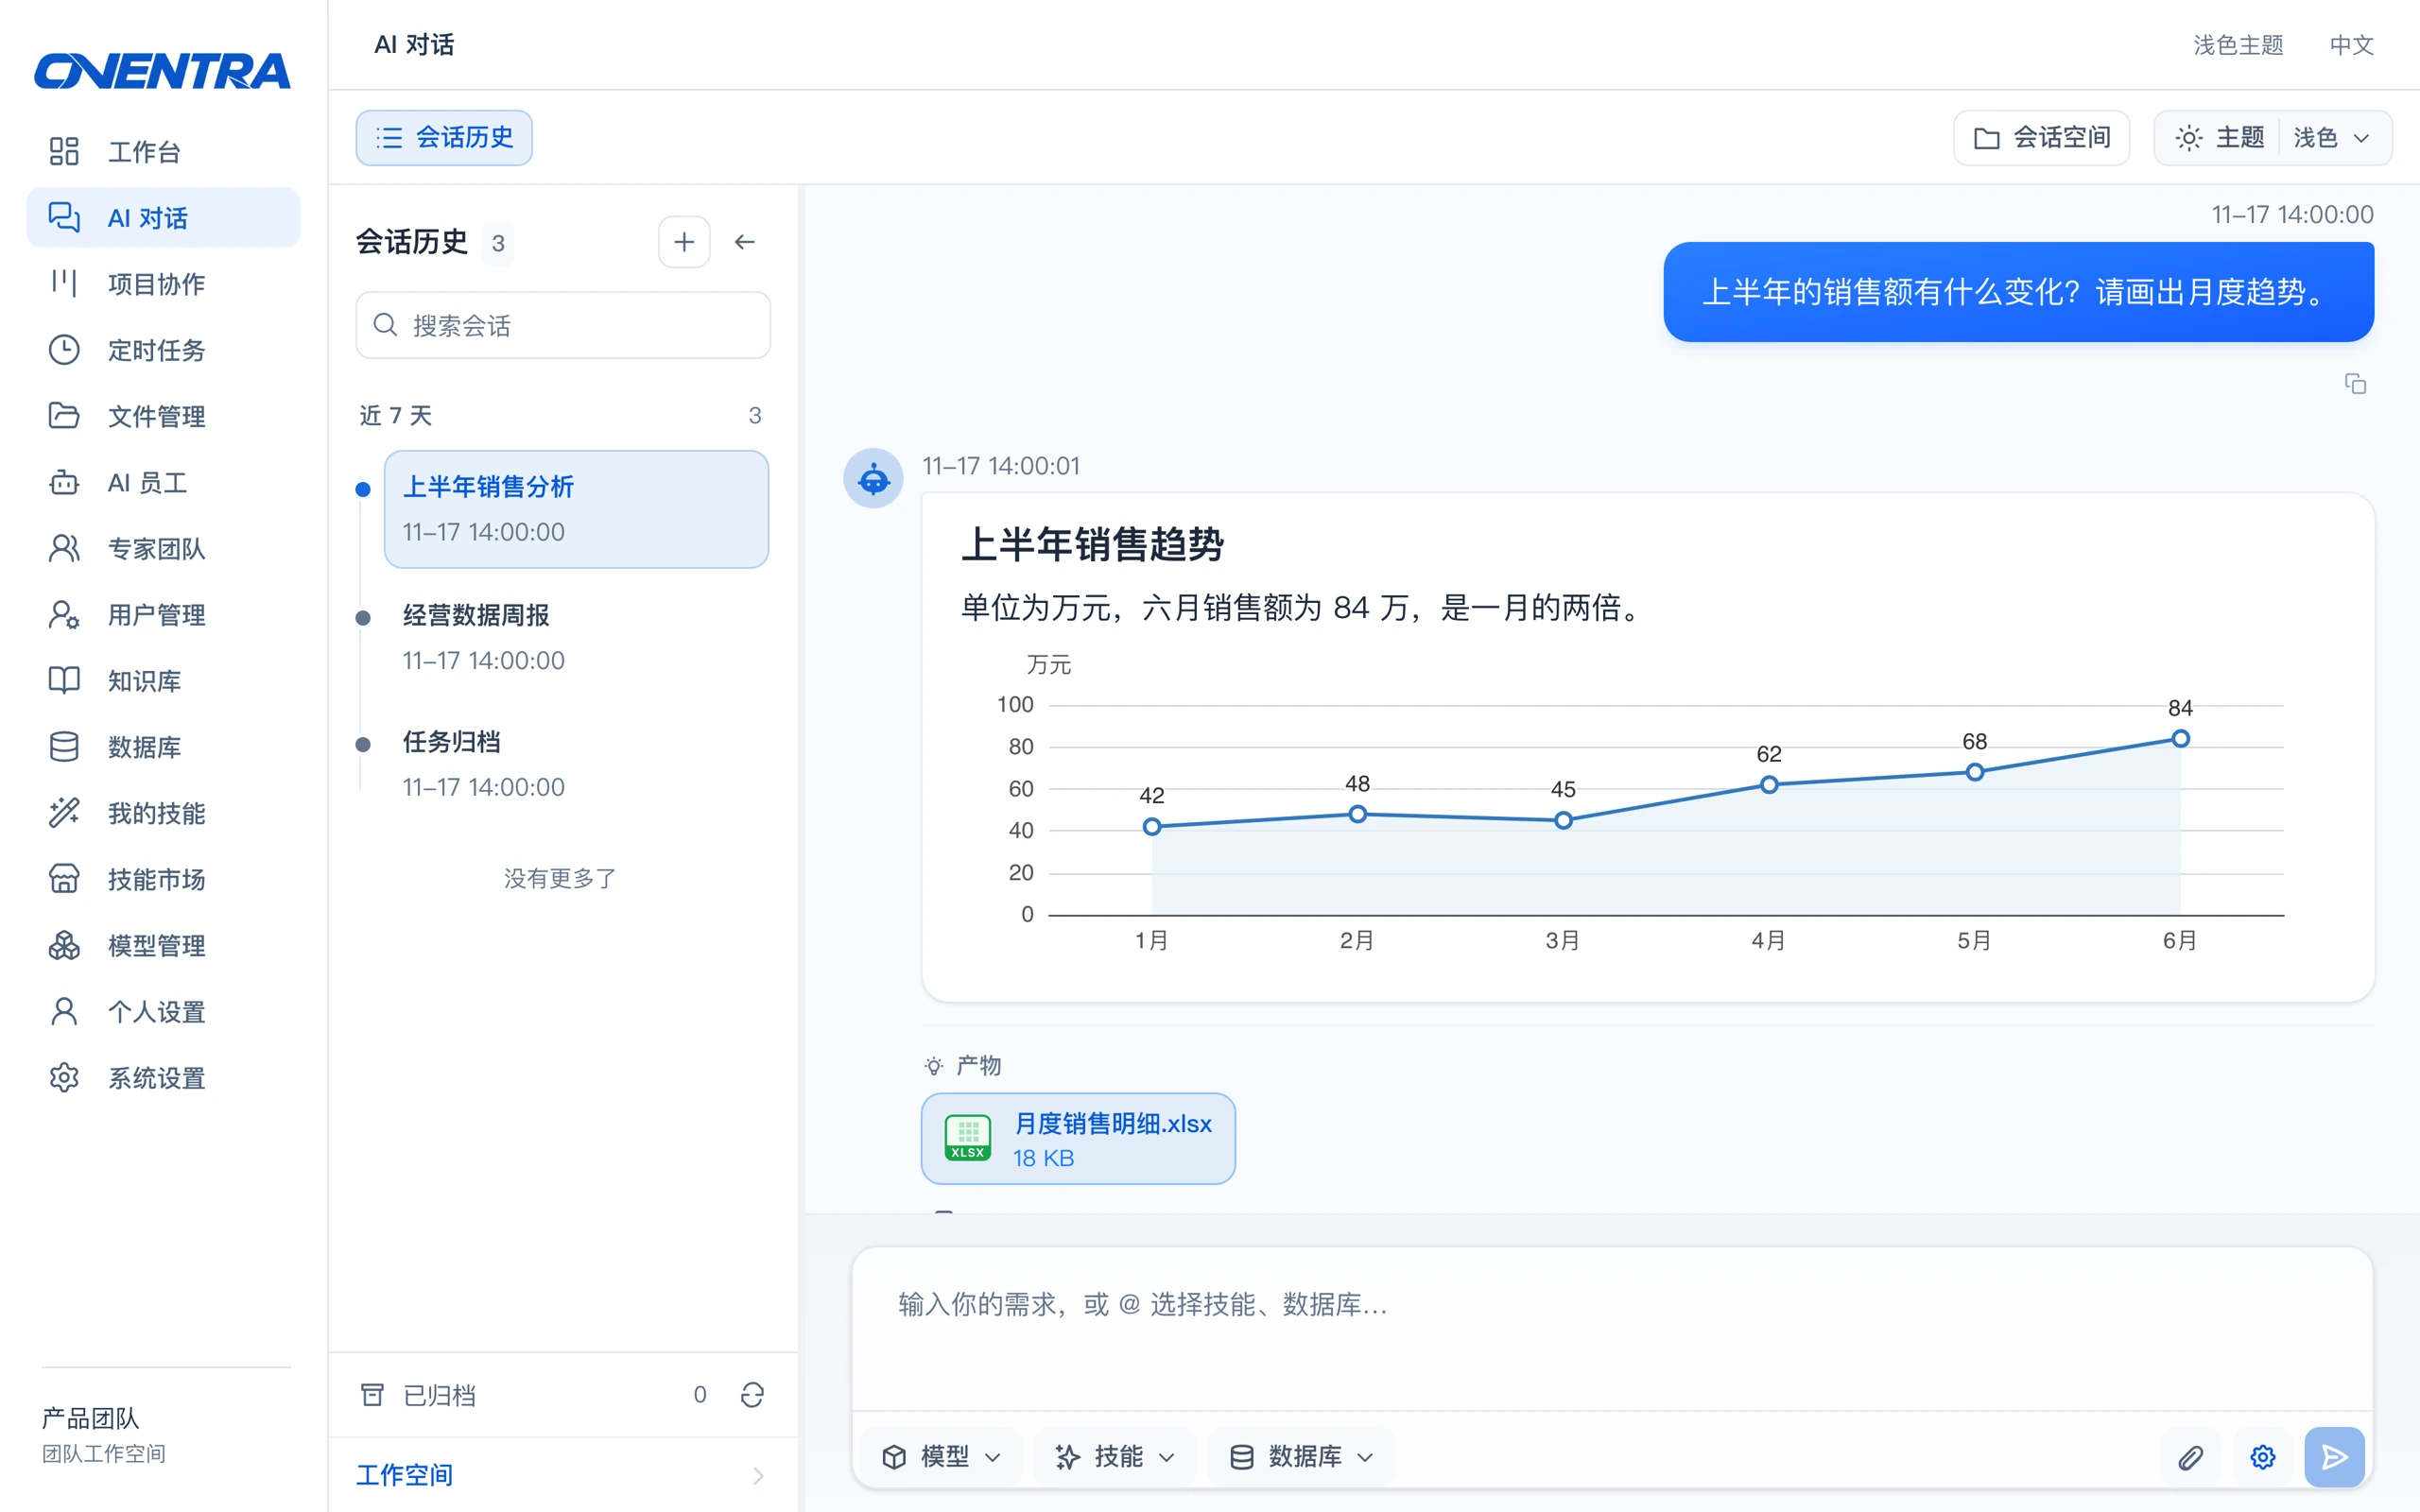 ONENTRA
工作台
AI 对话
项目协作
定时任务
文件管理
AI 员工
专家团队
用户管理
知识库
数据库
我的技能
技能市场
模型管理
个人设置
系统设置
产品团队
团队工作空间
AI 对话
浅色主题
中文
会话历史
会话空间
主题
浅色
会话历史 3
搜索会话
近 7 天 3
上半年销售分析
11–17 14:00:00
经营数据周报
11–17 14:00:00
任务归档
11–17 14:00:00
没有更多了
已归档 0
工作空间
11–17 14:00:00
上半年的销售额有什么变化？请画出月度趋势。
11–17 14:00:01
上半年销售趋势
单位为万元，六月销售额为 84 万，是一月的两倍。
万元
100
80
60
40
20
0
42
48
45
62
68
84
1月
2月
3月
4月
5月
6月
产物
XLSX
月度销售明细.xlsx
18 KB
输入你的需求，或 @ 选择技能、数据库...
模型
技能
数据库